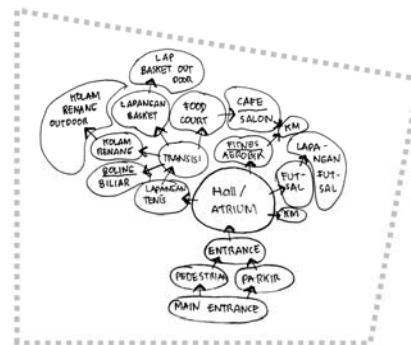 LAP
BASKET OUT
DOOR
KOLAM
RENANG
OUTDOOR
LAPANGAN
BASKET
FOOD
COURT
CAFE
SALON
KM
KOLAM
RENANG
TRANSISI
FITNES
AEROBIK
LAPA-
NGAN
FUT-
SAL
BOLING
BILIAR
LAPANGAN
TENIS
Hall/
ATRIUM
FUT-
SAL
KM
ENTRANCE
PEDESTRIAN
PARKIR
MAIN ENTRANCE